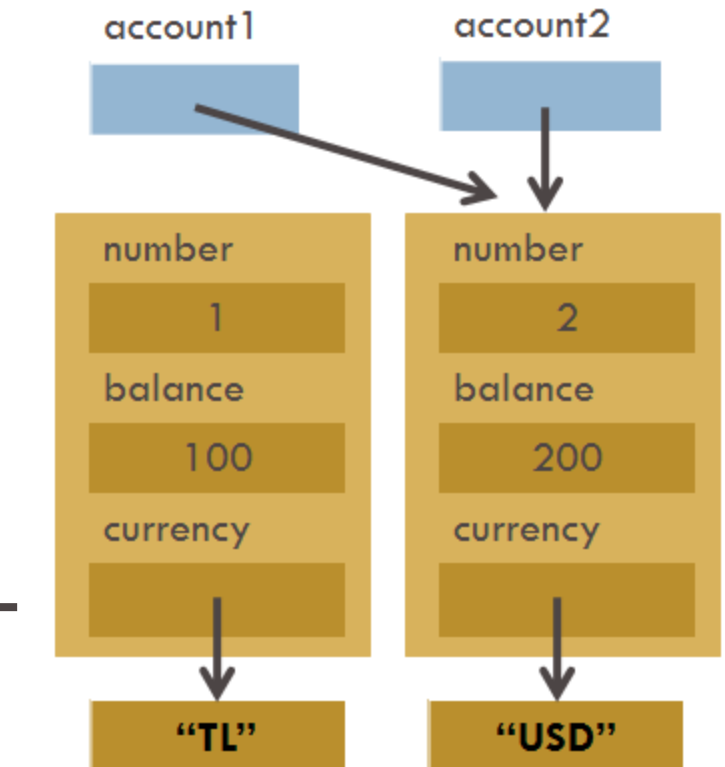 account1 account2
number number
1 2
balance balance
100 200
currency currency
“TL” “USD”